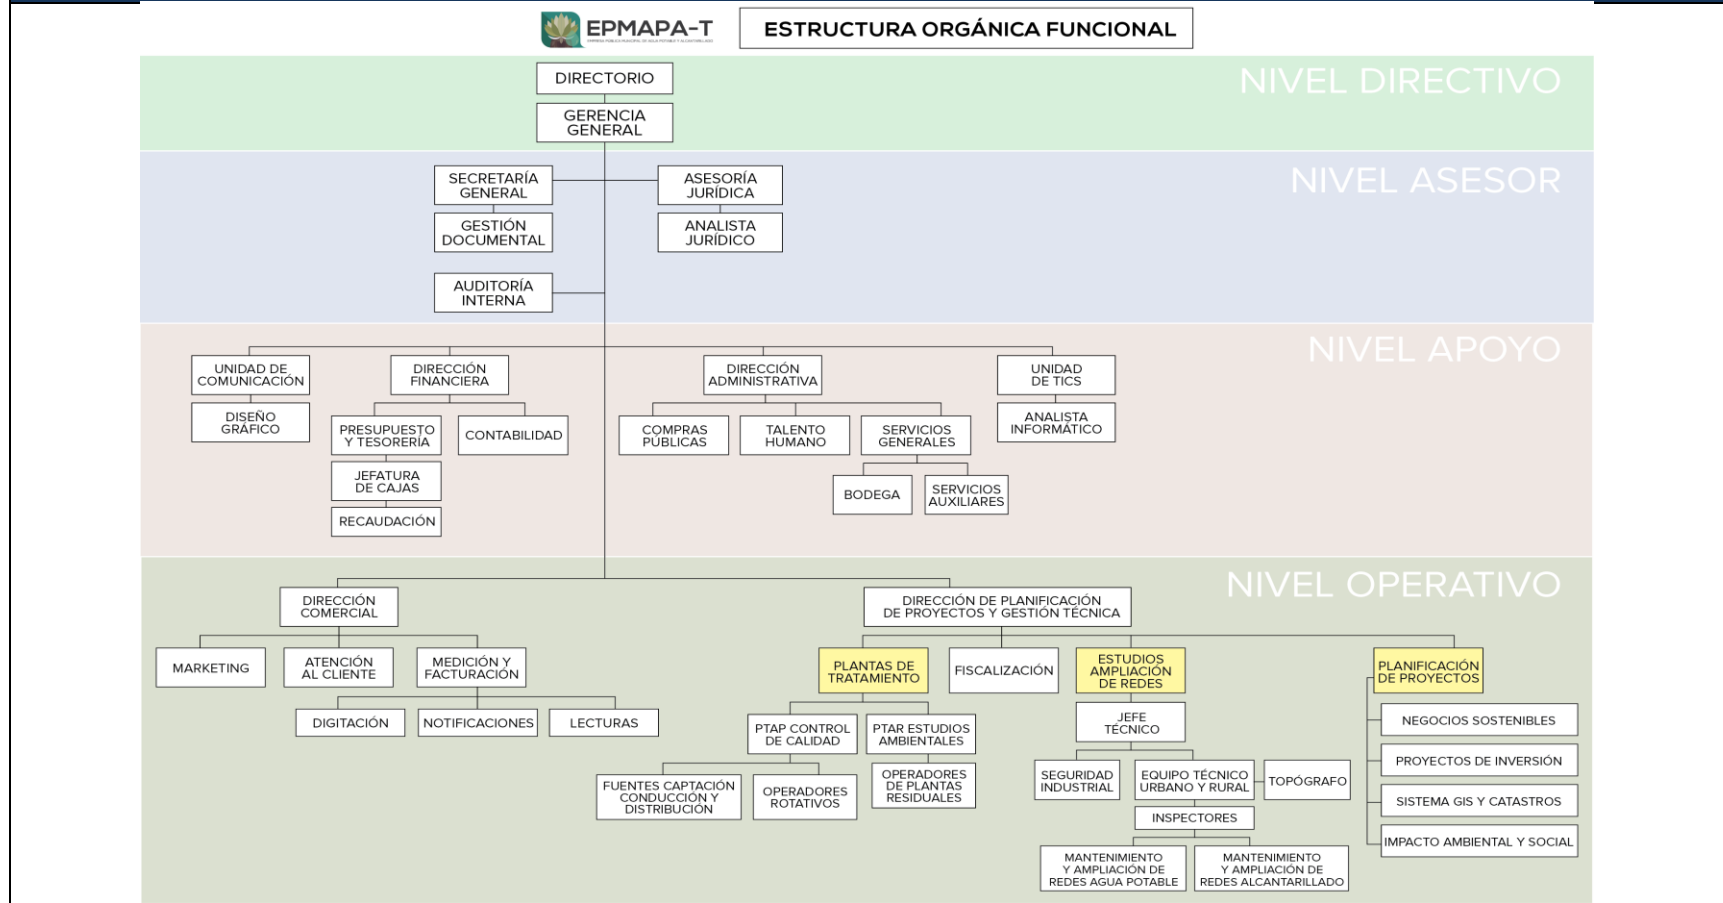 EPMAPA-T
EMPRESA PÚBLICA MUNICIPAL DE AGUA POTABLE Y ALCANTARILLADO
ESTRUCTURA ORGÁNICA FUNCIONAL
NIVEL DIRECTIVO
DIRECTORIO
GERENCIA
GENERAL
NIVEL ASESOR
SECRETARÍA
GENERAL
ASESORÍA
JURÍDICA
GESTIÓN
DOCUMENTAL
ANALISTA
JURÍDICO
AUDITORÍA
INTERNA
NIVEL APOYO
UNIDAD DE
COMUNICACIÓN
DIRECCIÓN
FINANCIERA
DIRECCIÓN
ADMINISTRATIVA
UNIDAD
DE TICS
DISEÑO
GRÁFICO
PRESUPUESTO
Y TESORERÍA
CONTABILIDAD
COMPRAS
PÚBLICAS
TALENTO
HUMANO
SERVICIOS
GENERALES
ANALISTA
INFORMÁTICO
JEFATURA
DE CAJAS
BODEGA
SERVICIOS
AUXILIARES
RECAUDACIÓN
NIVEL OPERATIVO
DIRECCIÓN
COMERCIAL
DIRECCIÓN DE PLANIFICACIÓN
DE PROYECTOS Y GESTIÓN TÉCNICA
MARKETING
ATENCIÓN
AL CLIENTE
MEDICIÓN Y
FACTURACIÓN
PLANTAS DE
TRATAMIENTO
FISCALIZACIÓN
ESTUDIOS
AMPLIACIÓN
DE REDES
PLANIFICACIÓN
DE PROYECTOS
DIGITACIÓN
NOTIFICACIONES
LECTURAS
PTAP CONTROL
DE CALIDAD
PTAR ESTUDIOS
AMBIENTALES
JEFE
TÉCNICO
NEGOCIOS SOSTENIBLES
FUENTES CAPTACIÓN
CONDUCCIÓN Y
DISTRIBUCIÓN
OPERADORES
ROTATIVOS
OPERADORES
DE PLANTAS
RESIDUALES
SEGURIDAD
INDUSTRIAL
EQUIPO TÉCNICO
URBANO Y RURAL
TOPÓGRAFO
PROYECTOS DE INVERSIÓN
SISTEMA GIS Y CATASTROS
INSPECTORES
IMPACTO AMBIENTAL Y SOCIAL
MANTENIMIENTO
Y AMPLIACIÓN DE
REDES AGUA POTABLE
MANTENIMIENTO
Y AMPLIACIÓN DE
REDES ALCANTARILLADO